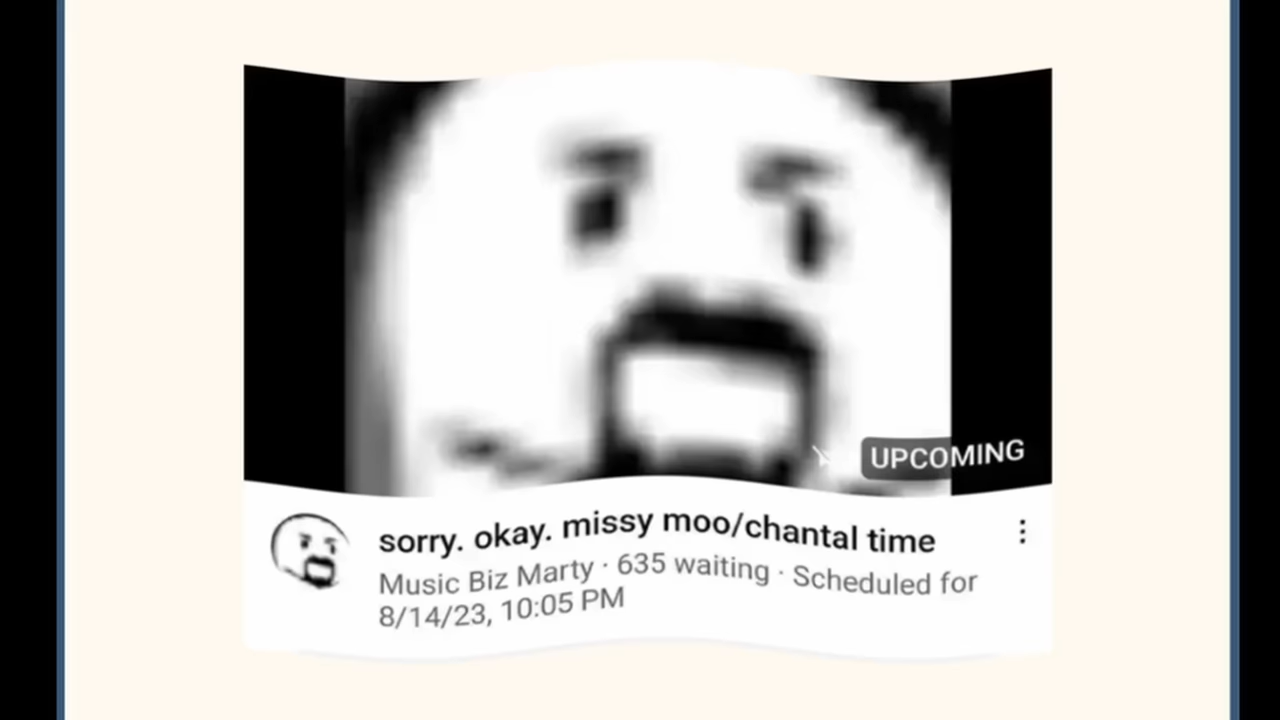 UPCOMING
sorry. okay. missy moo/chantal time
Music Biz Marty · 635 waiting · Scheduled for
8/14/23, 10:05 PM